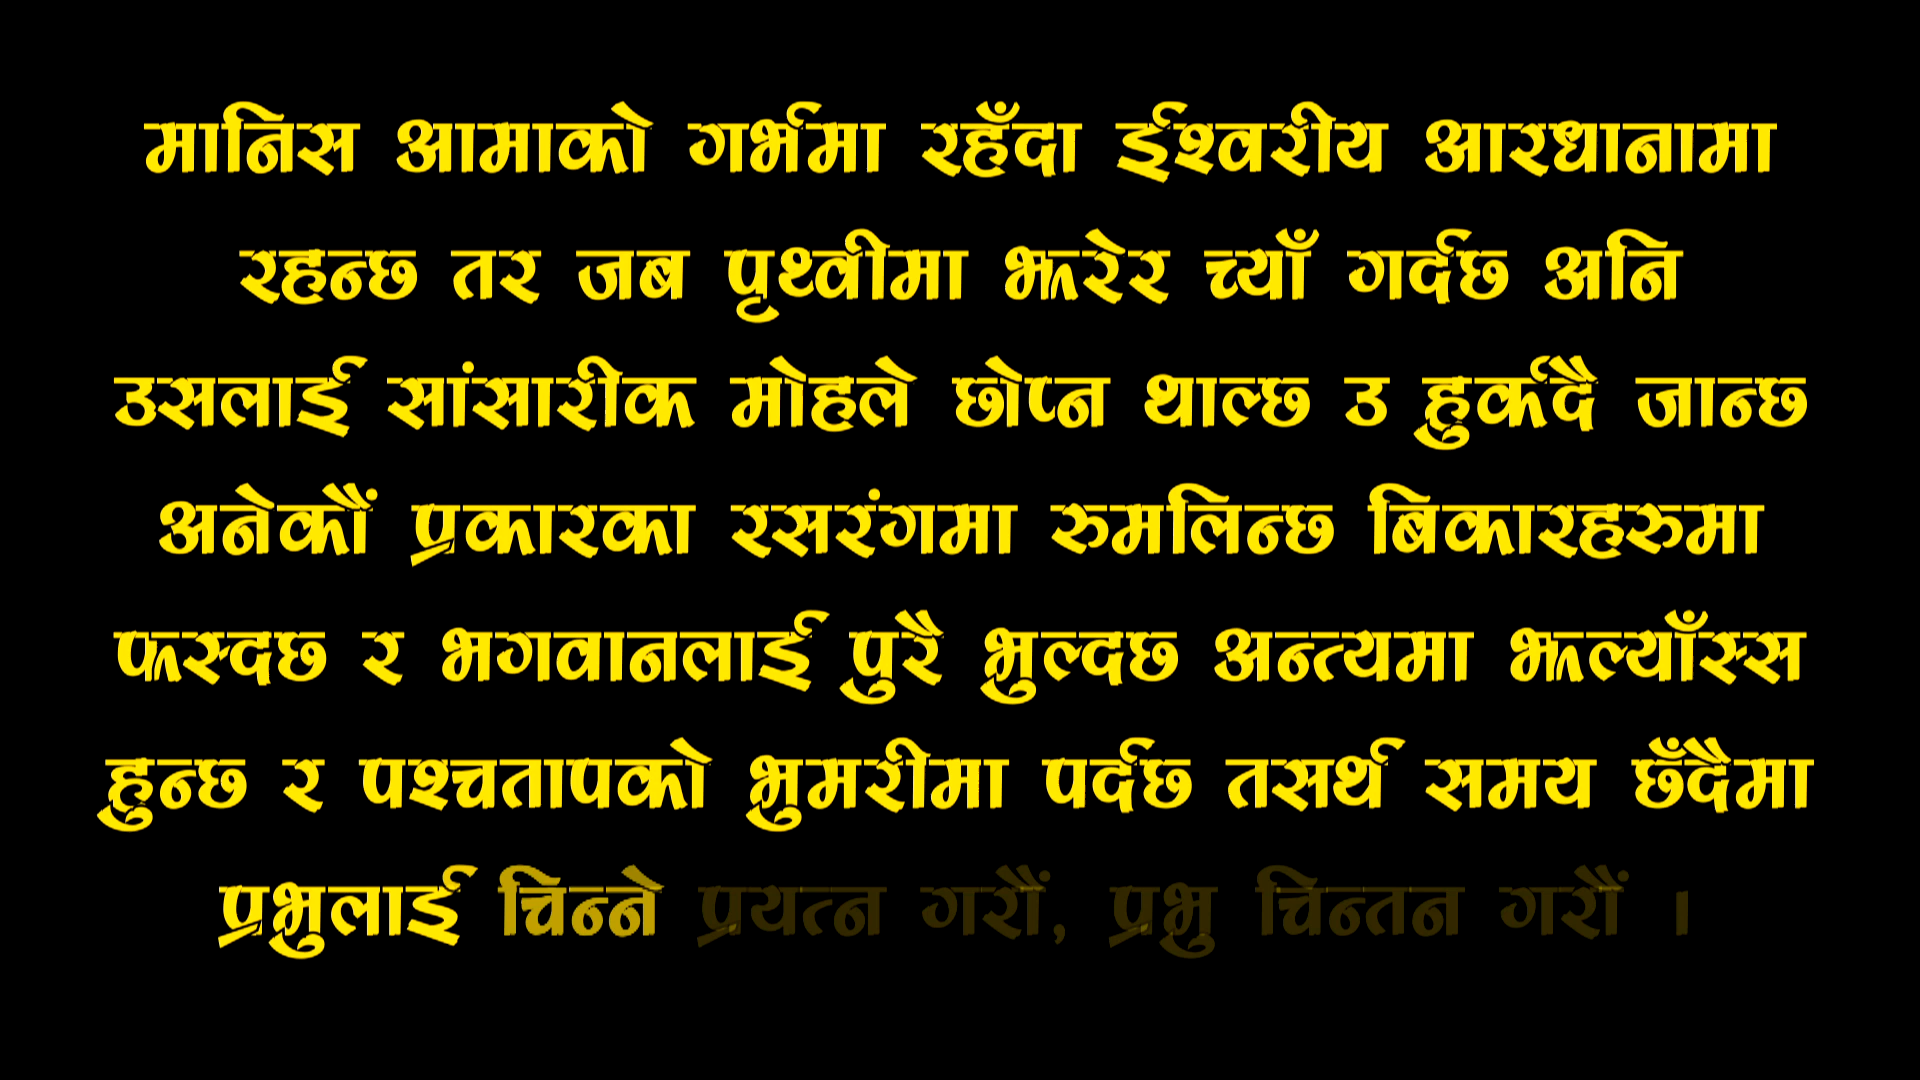 मानिस आमाको गर्भमा रहँदा ईश्वरीय आरधानामा
रहन्छ तर जब पृथ्वीमा झरेर च्याँ गर्दछ अनि
उसलाई सांसारीक मोहले छोप्न थाल्छ उ हुर्कदै जान्छ
अनेकौं प्रकारका रसरंगमा रुमलिन्छ बिकारहरुमा
फस्दछ र भगवानलाई पुरै भुल्दछ अन्त्यमा झल्याँस्स
हुन्छ र पश्चतापको भुमरीमा पर्दछ तसर्थ समय छँदैमा
प्रभुलाई चिन्ने प्रयत्न गरौं, प्रभु चिन्तन गरौं ।